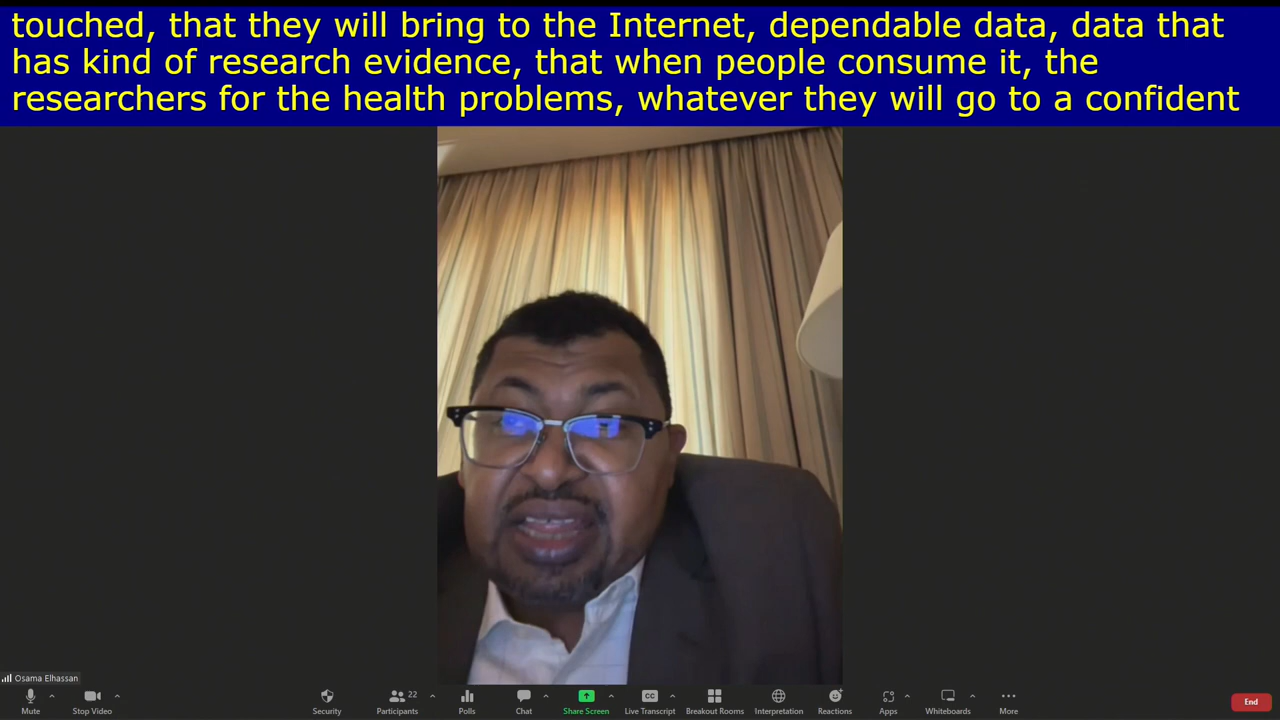 touched, that they will bring to the Internet, dependable data, data that
has kind of research evidence, that when people consume it, the
researchers for the health problems, whatever they will go to a confident
Osama Elhassan
Mute
Stop Video
Security
22
Participants
Polls
Chat
Share Screen
CC
Live Transcript
Breakout Rooms
Interpretation
Reactions
Apps
Whiteboards
More
End